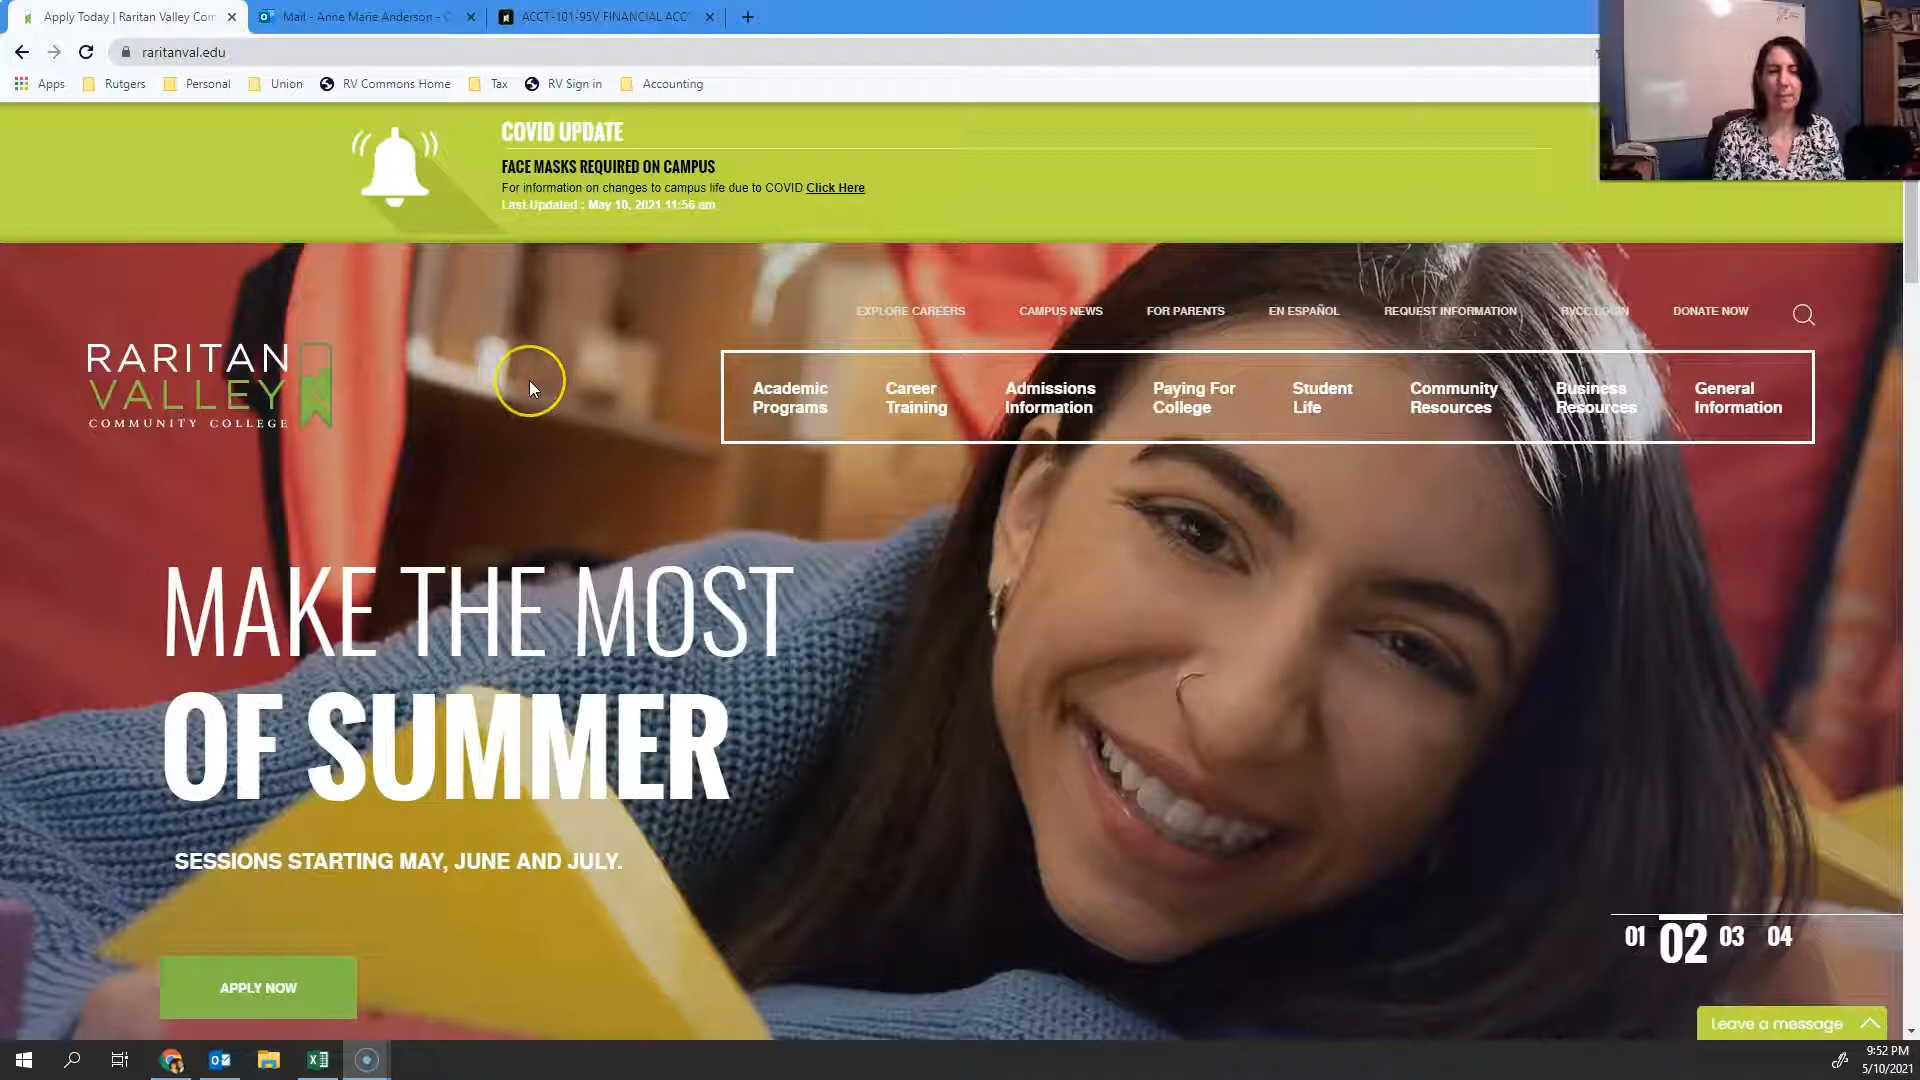 Apply Today | Raritan Valley Com
Mail - Anne Marie Anderson - O
ACCT-101-95V FINANCIAL ACC
raritanval.edu
Apps
Rutgers
Personal
Union
RV Commons Home
Tax
RV Sign in
Accounting
COVID UPDATE
FACE MASKS REQUIRED ON CAMPUS
For information on changes to campus life due to COVID Click Here
Last Updated : May 10, 2021 11:56 am
EXPLORE CAREERS
CAMPUS NEWS
FOR PARENTS
EN ESPAÑOL
REQUEST INFORMATION
RVCC LOGIN
DONATE NOW
RARITAN
VALLEY
COMMUNITY COLLEGE
Academic
Programs
Career
Training
Admissions
Information
Paying For
College
Student
Life
Community
Resources
Business
Resources
General
Information
MAKE THE MOST
OF SUMMER
SESSIONS STARTING MAY, JUNE AND JULY.
APPLY NOW
01 02 03 04
Leave a message
9:52 PM
5/10/2021